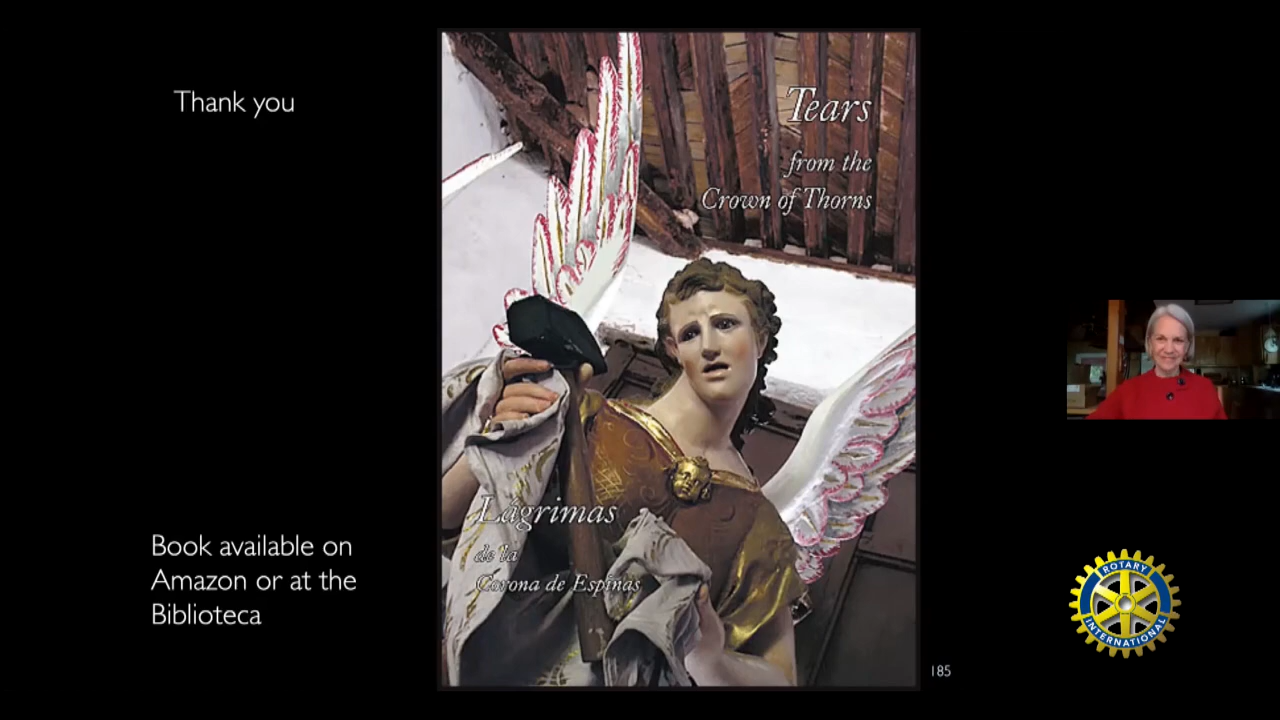 Thank you
Tears
from the
Crown of Thorns
Lágrimas
de la
Corona de Espinas
Book available on
Amazon or at the
Biblioteca
185
ROTARY
INTERNATIONAL